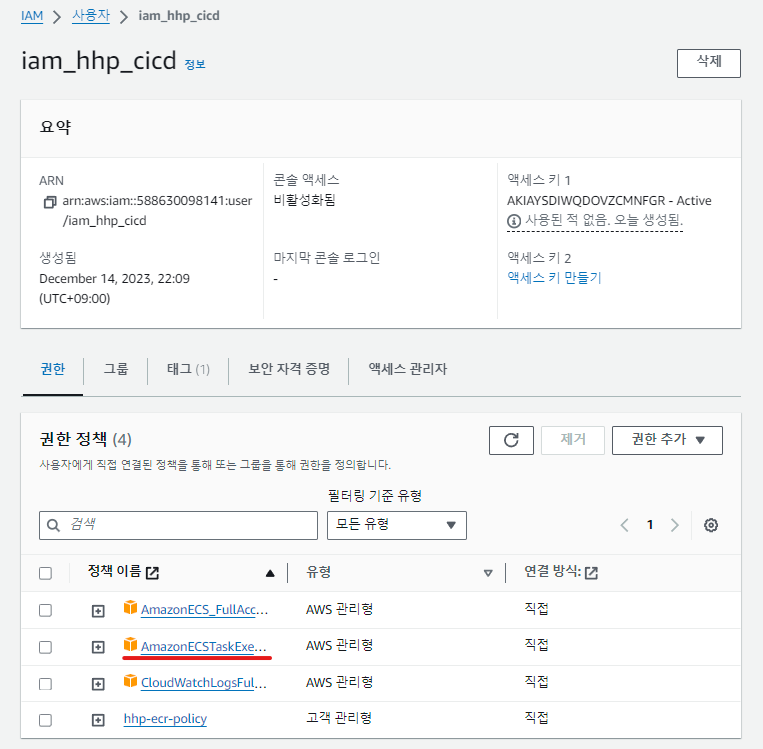 IAM > 사용자 > iam_hhp_cicd
iam_hhp_cicd 정보
삭제
요약
ARN
arn:aws:iam::588630098141:user
/iam_hhp_cicd
생성됨
December 14, 2023, 22:09
(UTC+09:00)
콘솔 액세스
비활성화됨
마지막 콘솔 로그인
-
액세스 키 1
AKIAYSDIWQDOVZCMNFGR - Active
사용된 적 없음. 오늘 생성됨.
액세스 키 2
액세스 키 만들기
권한 그룹 태그 (1) 보안 자격 증명 액세스 관리자
권한 정책 (4)
제거 권한 추가
사용자에게 직접 연결된 정책을 통해 또는 그룹을 통해 권한을 정의합니다.
필터링 기준 유형
검색 모든 유형 1
정책 이름 유형 연결 방식:
AmazonECS_FullAcc... AWS 관리형 직접
AmazonECSTaskExe... AWS 관리형 직접
CloudWatchLogsFul... AWS 관리형 직접
hhp-ecr-policy 고객 관리형 직접